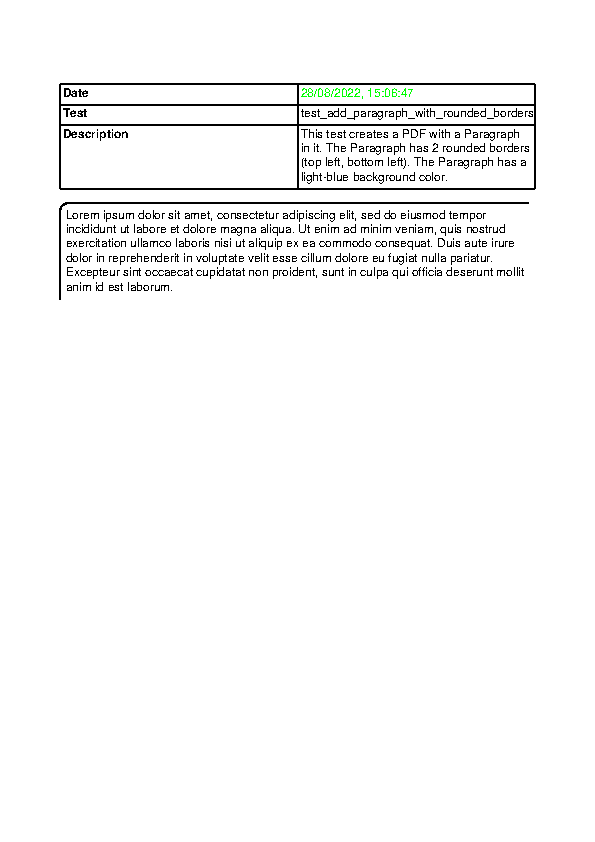 Date 28/08/2022, 15:06:47
Test test_add_paragraph_with_rounded_borders
Description This test creates a PDF with a Paragraph
in it. The Paragraph has 2 rounded borders
(top left, bottom left). The Paragraph has a
light-blue background color.
Lorem ipsum dolor sit amet, consectetur adipiscing elit, sed do eiusmod tempor
incididunt ut labore et dolore magna aliqua. Ut enim ad minim veniam, quis nostrud
exercitation ullamco laboris nisi ut aliquip ex ea commodo consequat. Duis aute irure
dolor in reprehenderit in voluptate velit esse cillum dolore eu fugiat nulla pariatur.
Excepteur sint occaecat cupidatat non proident, sunt in culpa qui officia deserunt mollit
anim id est laborum.